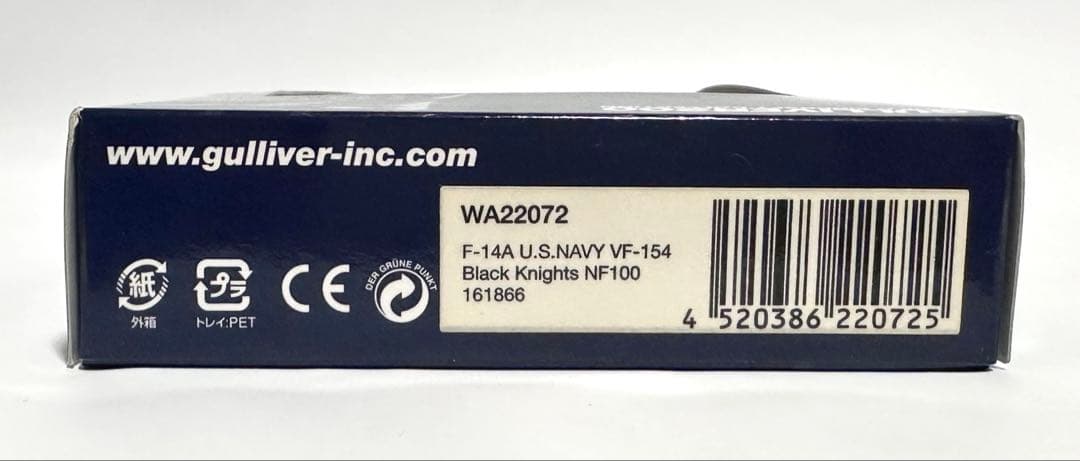 www.gulliver-inc.com
WA22072
F-14A U.S.NAVY VF-154
Black Knights NF100
161866
4 520386 220725
紙
外箱
プラ
トレイ:PET
CE
DER GRÜNE PUNKT